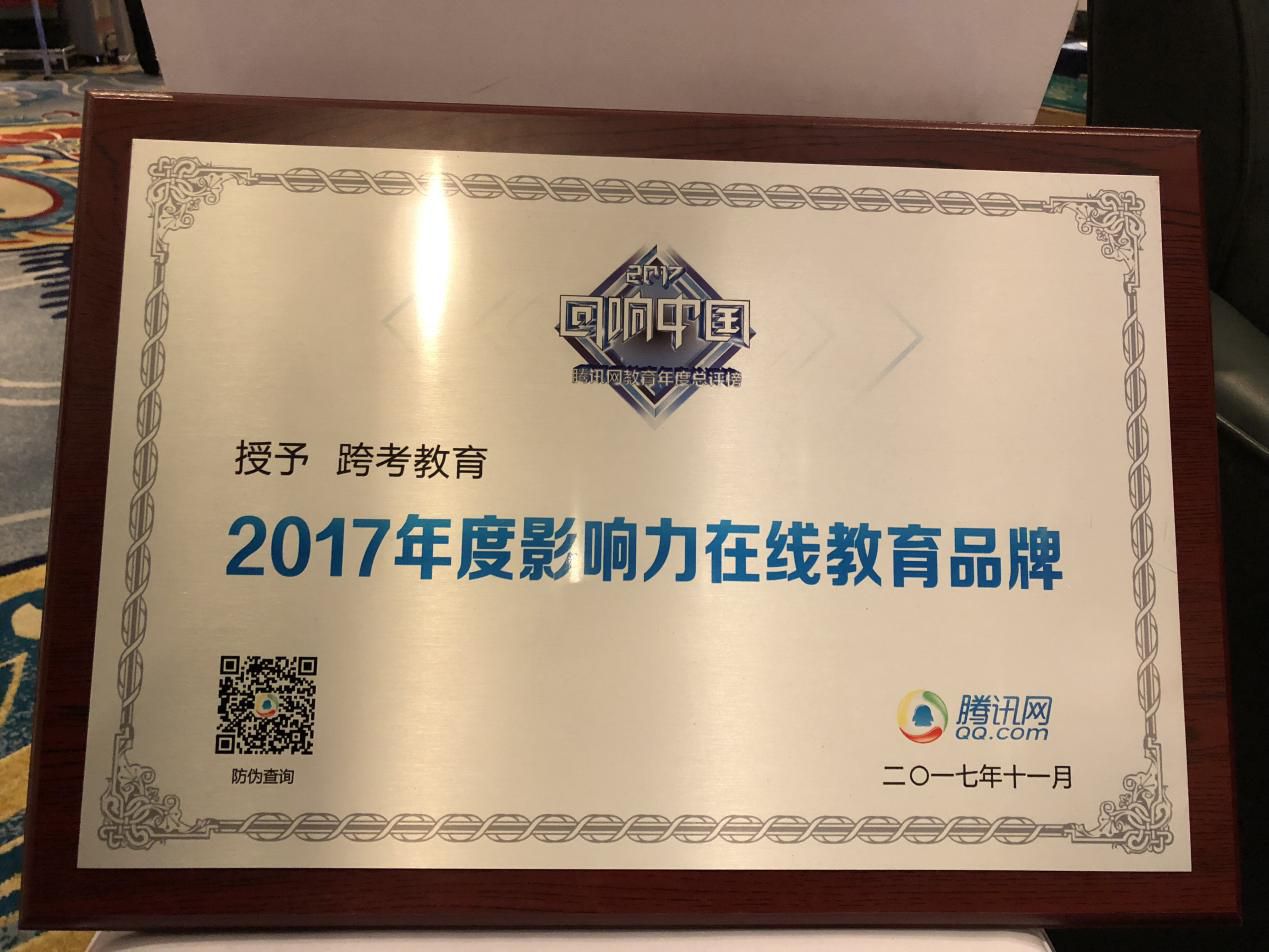 2017
回响中国
腾讯网教育年度总评榜
授予 跨考教育
2017年度影响力在线教育品牌
防伪查询
腾讯网
QQ.com
二〇一七年十一月